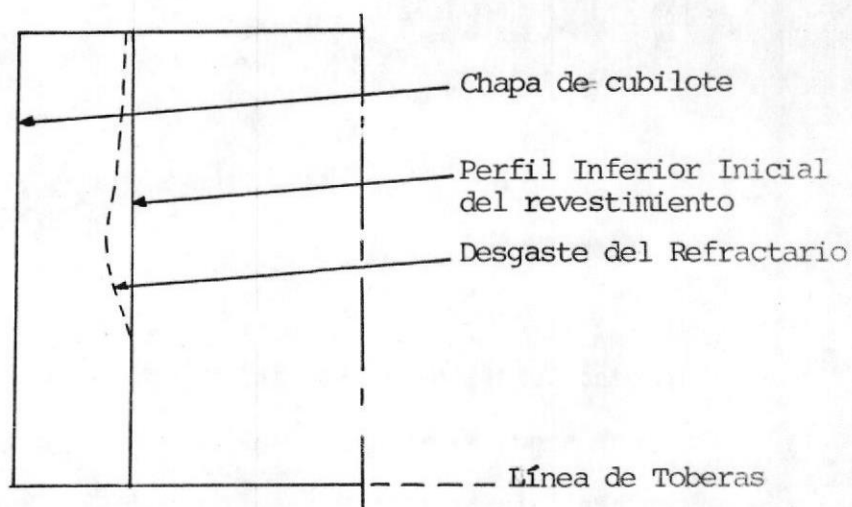 Chapa de cubilote
Perfil Inferior Inicial
del revestimiento
Desgaste del Refractario
Línea de Toberas